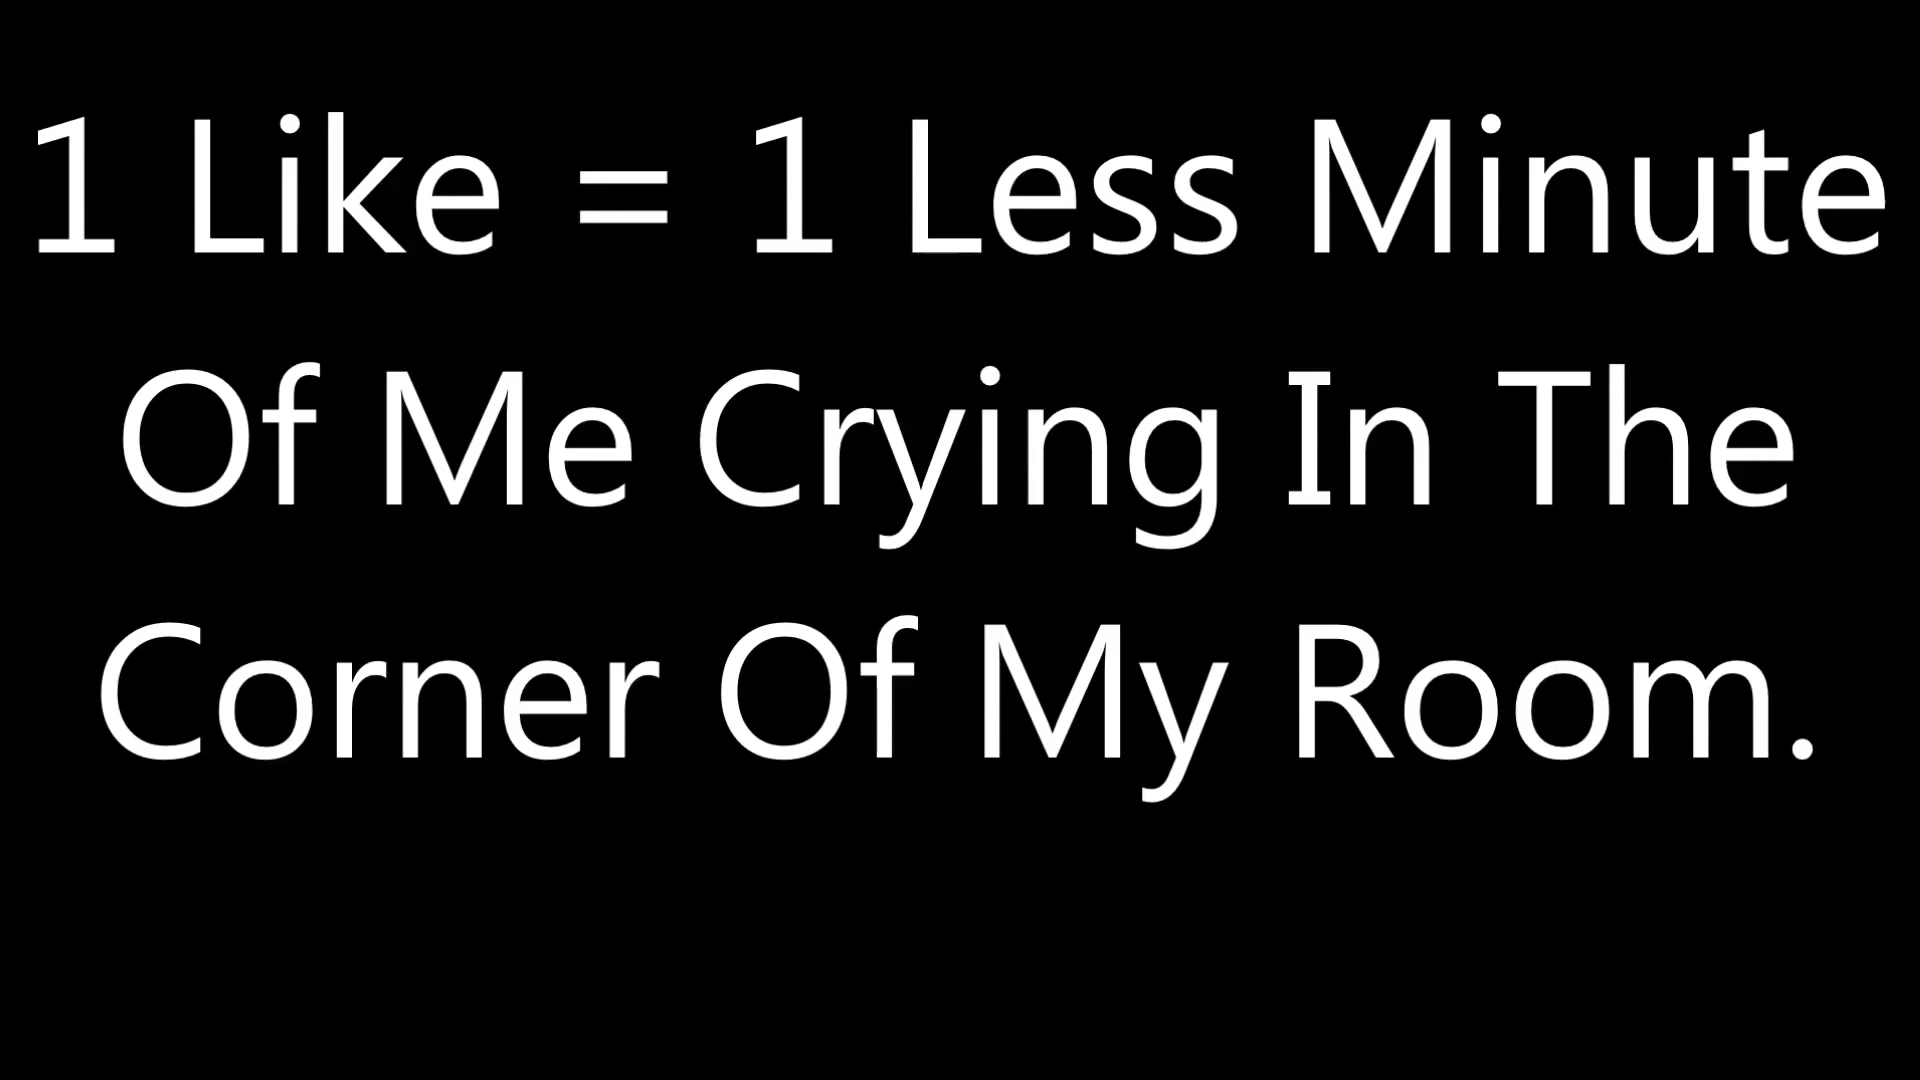 1 Like = 1 Less Minute
Of Me Crying In The
Corner Of My Room.